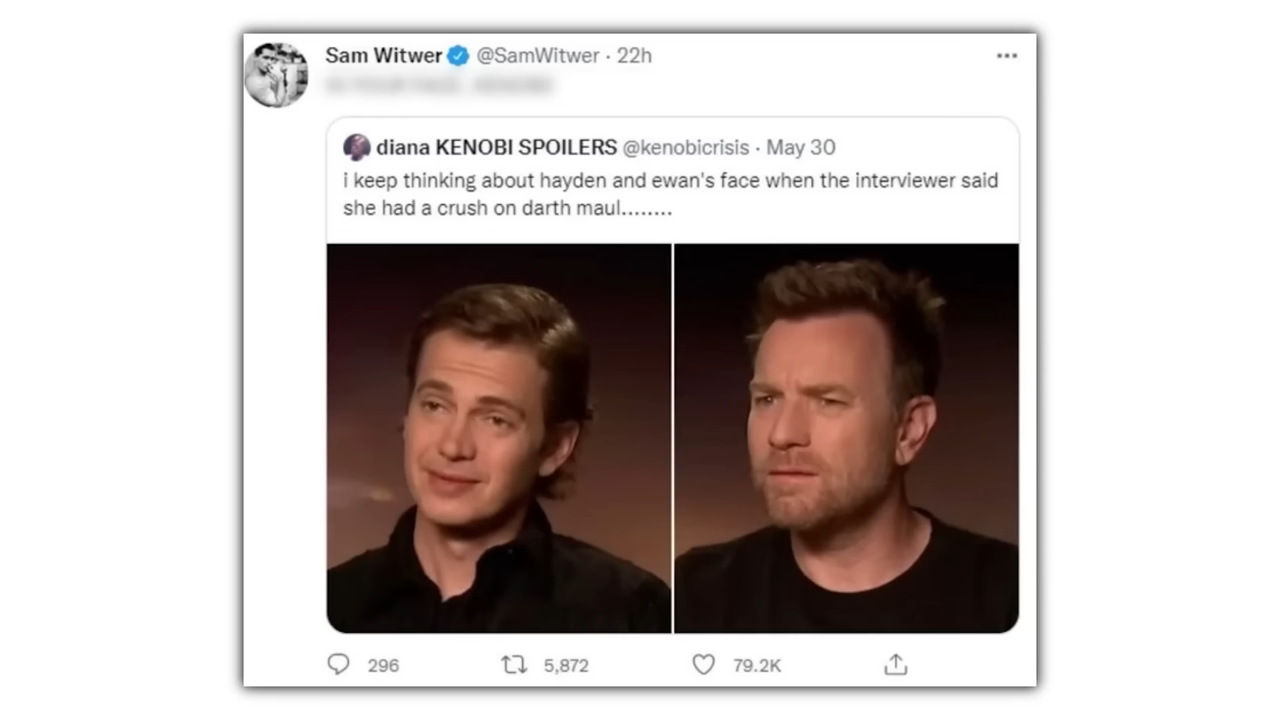 Sam Witwer @SamWitwer · 22h
diana KENOBI SPOILERS @kenobicrisis · May 30
i keep thinking about hayden and ewan's face when the interviewer said
she had a crush on darth maul........
296 5,872 79.2K